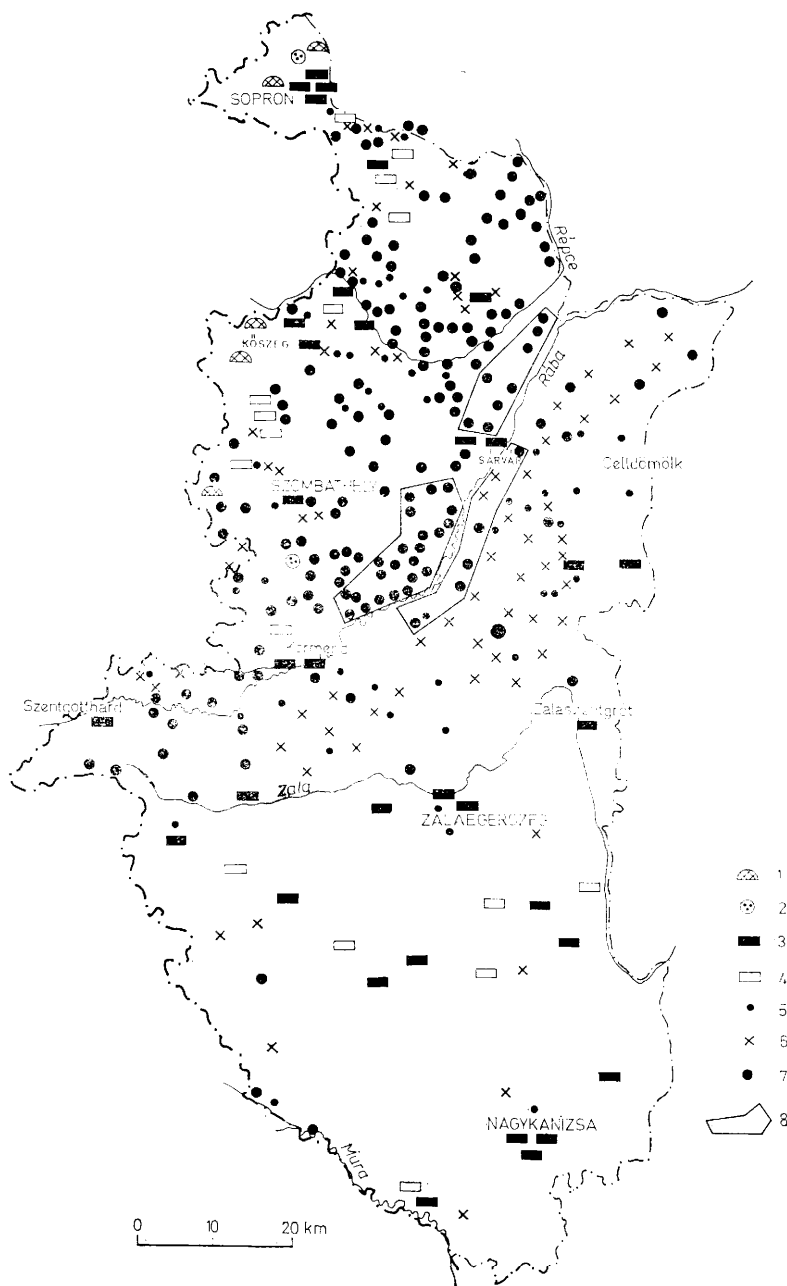 SOPRON
Répce
KŐSZEG
Rába
SÁRVÁR
Celldömölk
SZOMBATHELY
Körmend
Szentgotthárd
Zalaszentgrót
Zala
ZALAEGERSZEG
1
2
3
4
5
6
7
8
NAGYKANIZSA
Mura
0 10 20 km